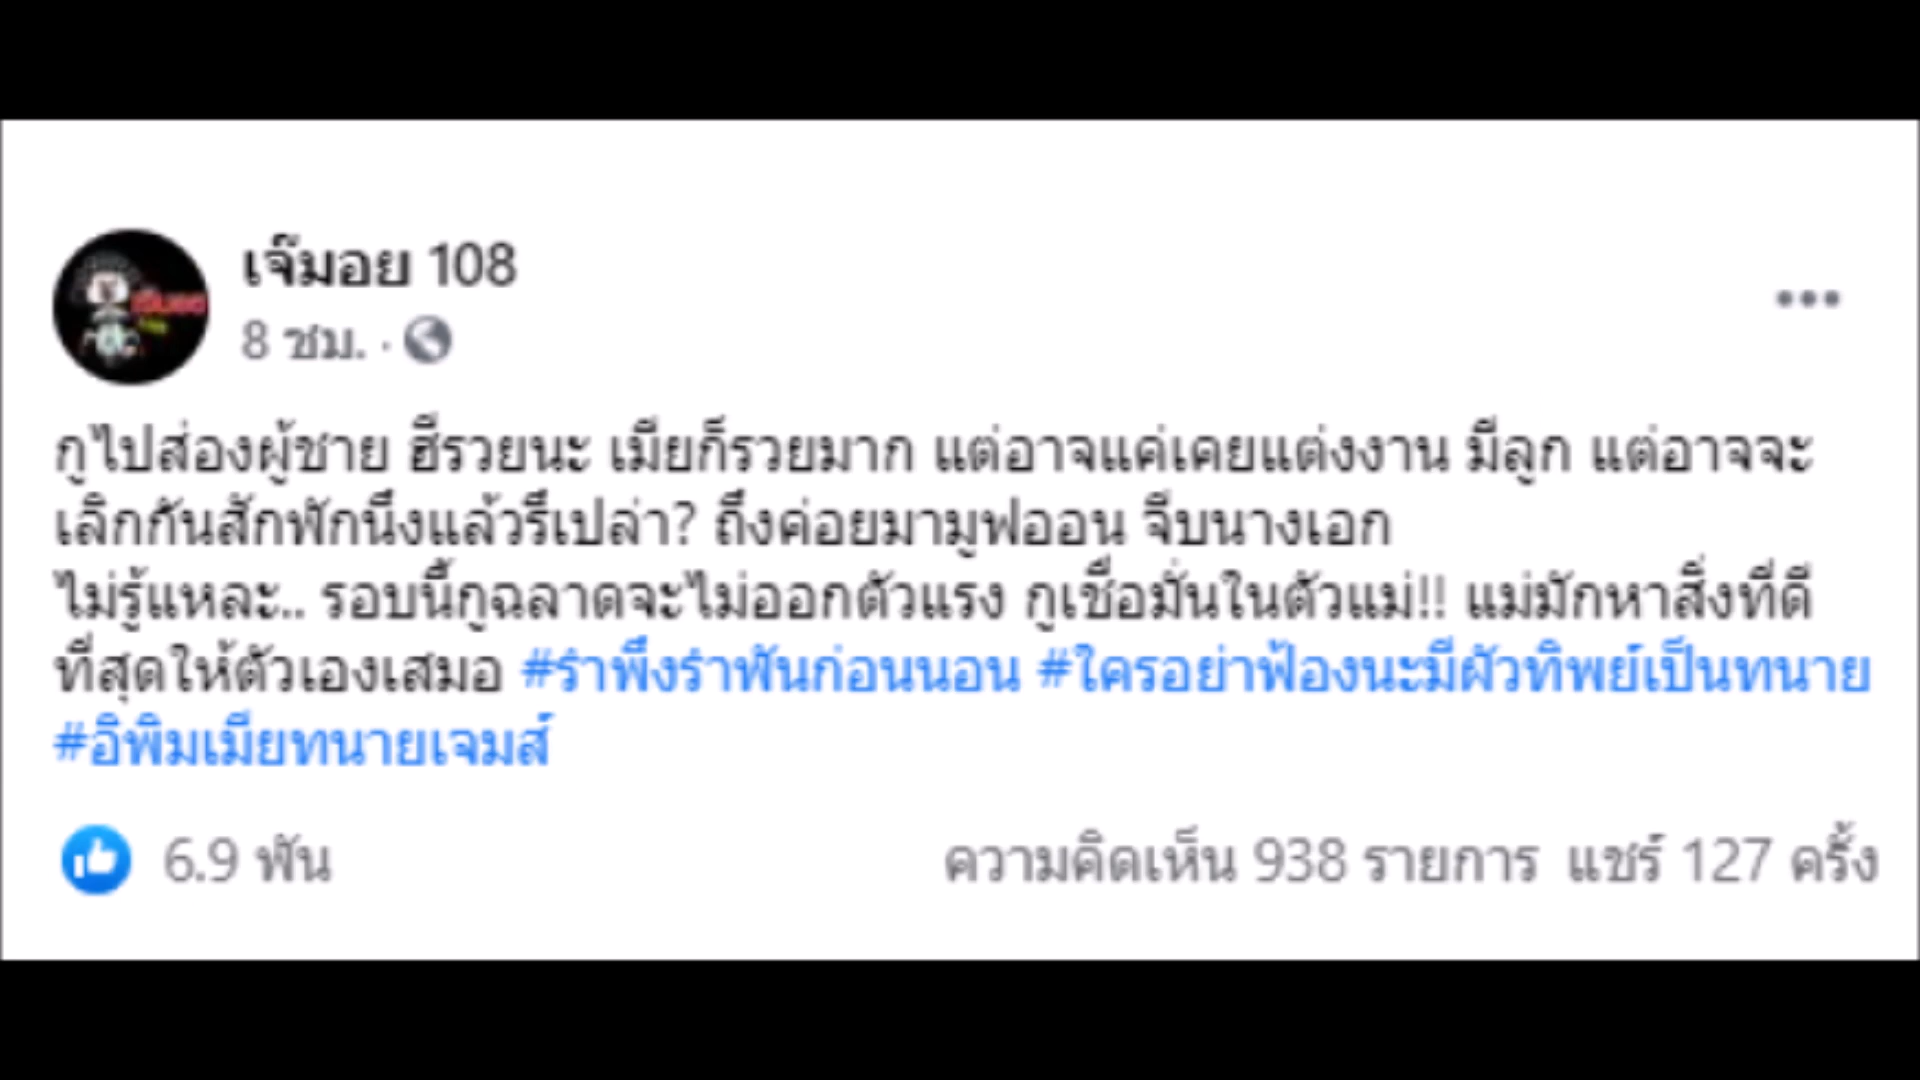 เจ๊มอย 108
8 ชม. ·
กูไปส่องผู้ชาย ฮีรวยนะ เมียก็รวยมาก แต่อาจแค่เคยแต่งงาน มีลูก แต่อาจจะ
เลิกกันสักพักนึงแล้วรึเปล่า? ถึงค่อยมามูฟออน จีบนางเอก
ไม่รู้แหละ.. รอบนี้กูฉลาดจะไม่ออกตัวแรง กูเชื่อมั่นในตัวแม่!! แม่มักหาสิ่งที่ดี
ที่สุดให้ตัวเองเสมอ #รำพึงรำพันก่อนนอน #ใครอย่าฟ้องนะมีผัวทิพย์เป็นทนาย
#อิพิมเมียทนายเจมส์
6.9 พัน ความคิดเห็น 938 รายการ แชร์ 127 ครั้ง